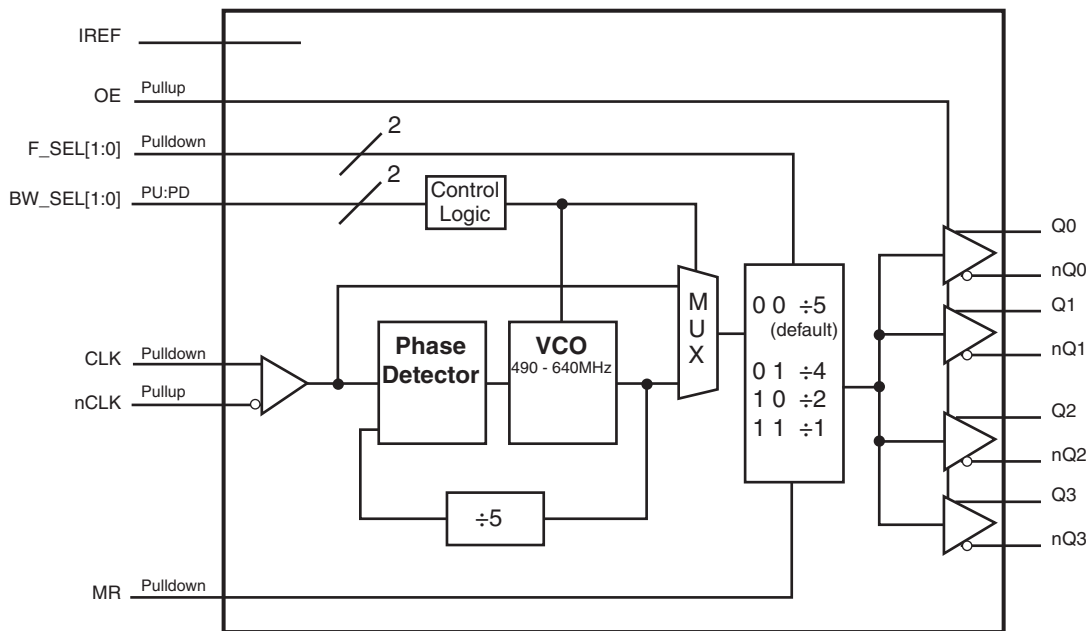 IREF
OE Pullup
F_SEL[1:0] Pulldown
2
BW_SEL[1:0] PU:PD
2
Control
Logic
CLK Pulldown
nCLK Pullup
Phase
Detector
VCO
490 - 640MHz
÷5
M
U
X
0 0 ÷5
(default)
0 1 ÷4
1 0 ÷2
1 1 ÷1
Q0
nQ0
Q1
nQ1
Q2
nQ2
Q3
nQ3
MR Pulldown